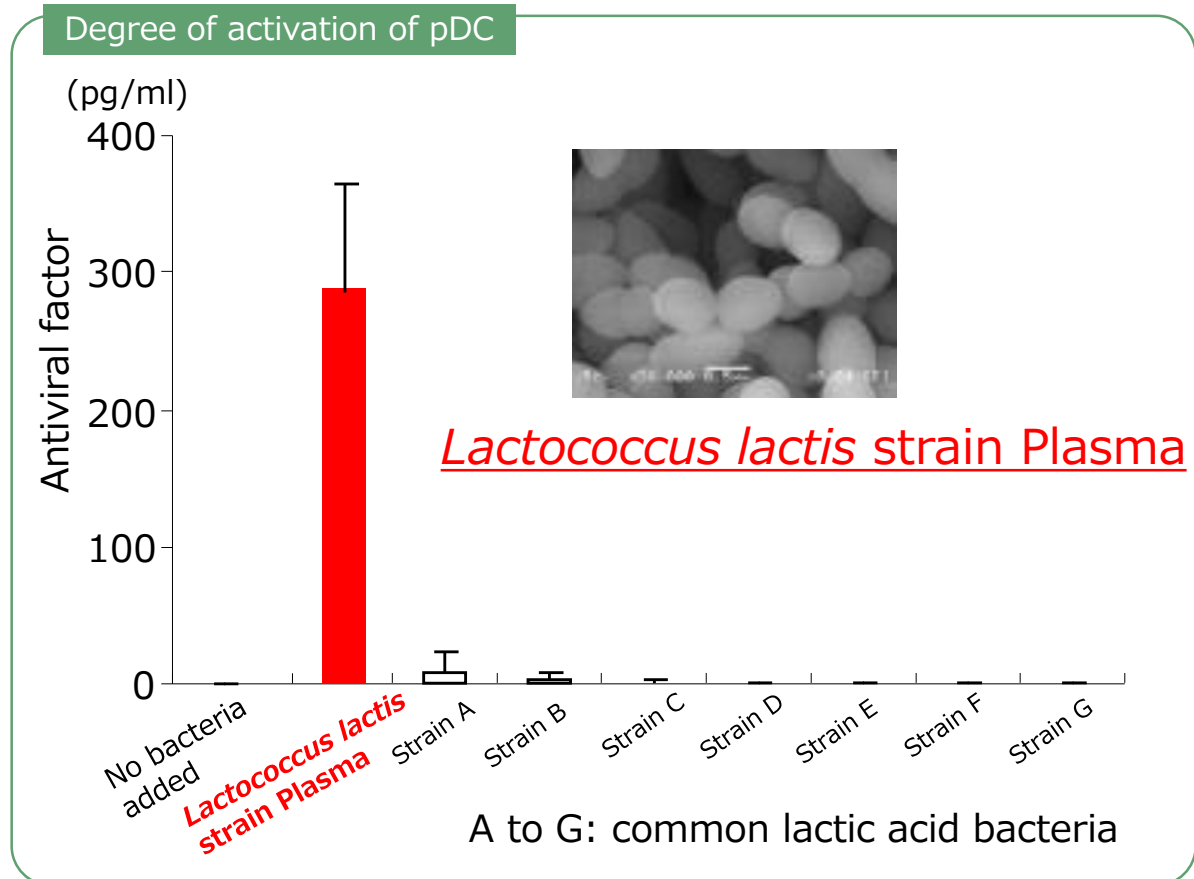 Degree of activation of pDC
(pg/ml)
400
300
200
100
0
Antiviral factor
Lactococcus lactis strain Plasma
No bacteria
added
Lactococcus lactis
strain Plasma
Strain A
Strain B
Strain C
Strain D
Strain E
Strain F
Strain G
A to G: common lactic acid bacteria